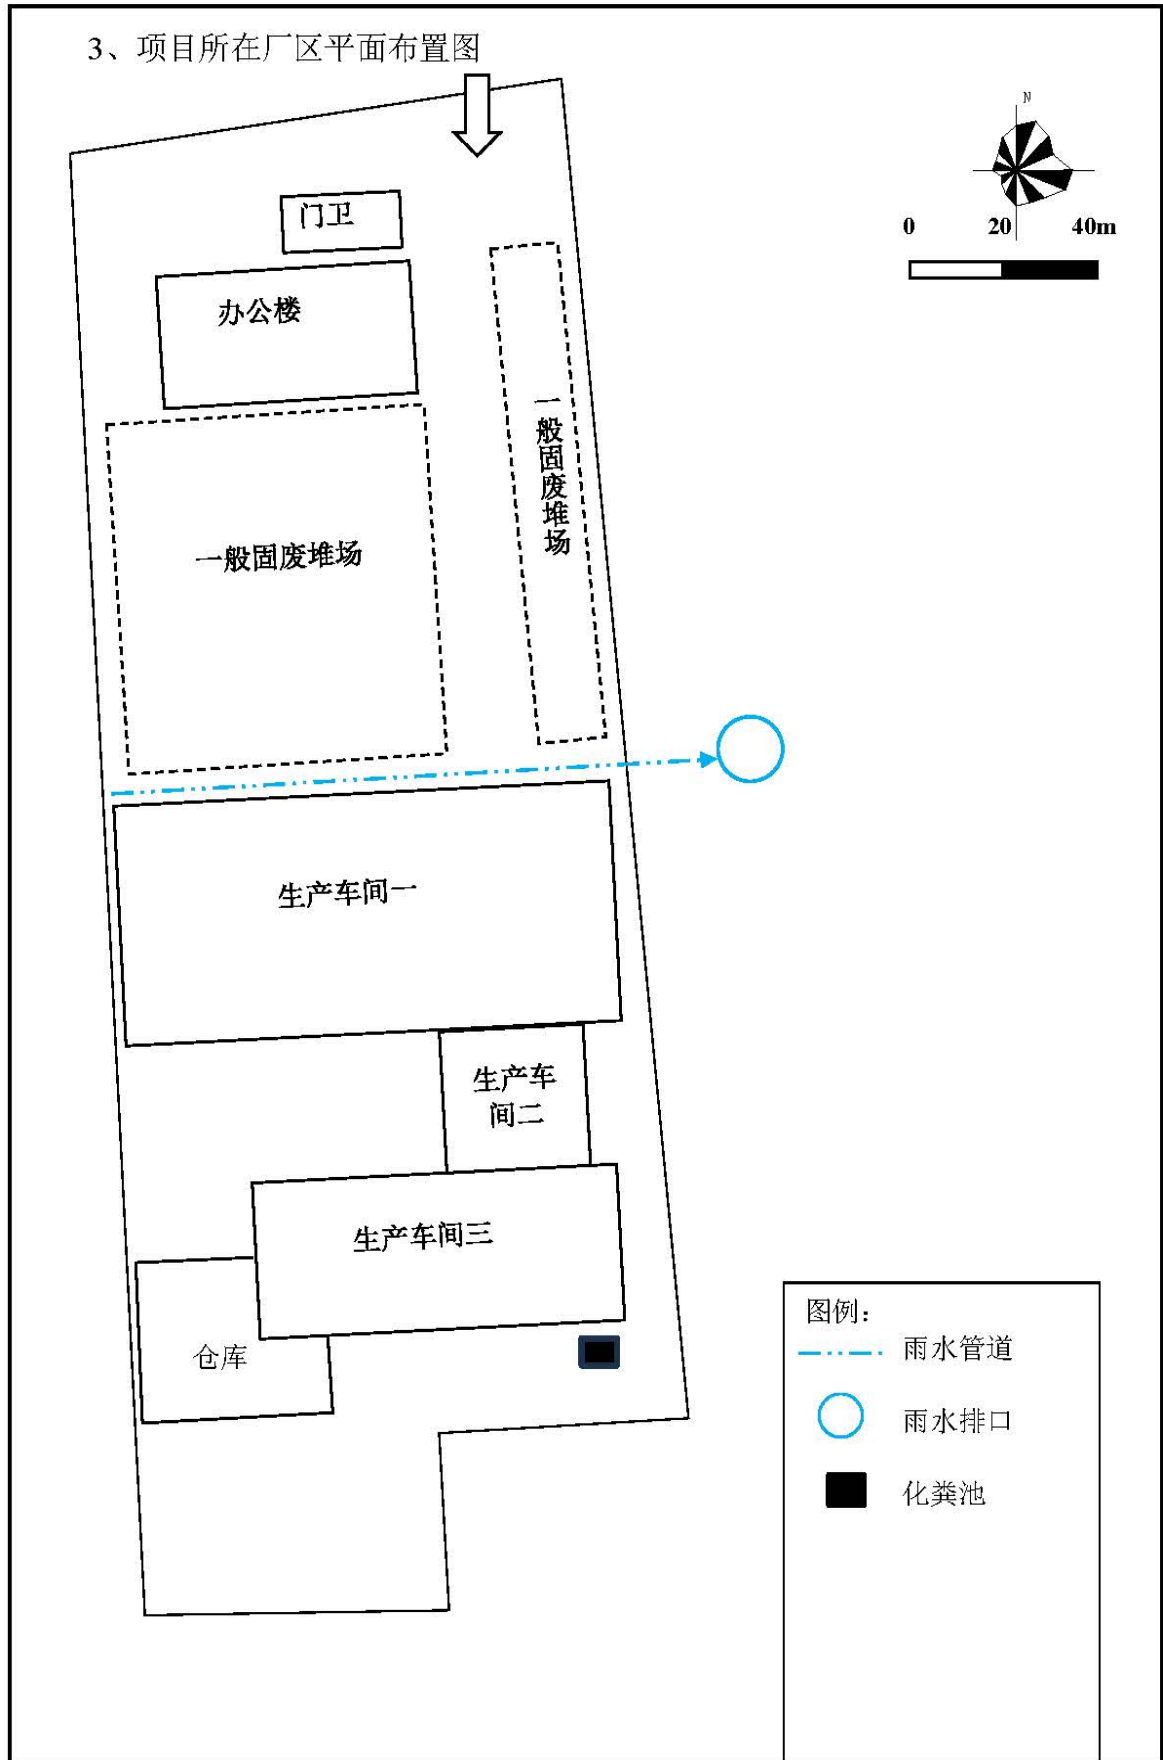 3、项目所在厂区平面布置图
N
0 20 40m
门卫
办公楼
一般固废堆场
一般固废堆场
生产车间一
生产车
间二
生产车间三
仓库
图例：
雨水管道
雨水排口
化粪池